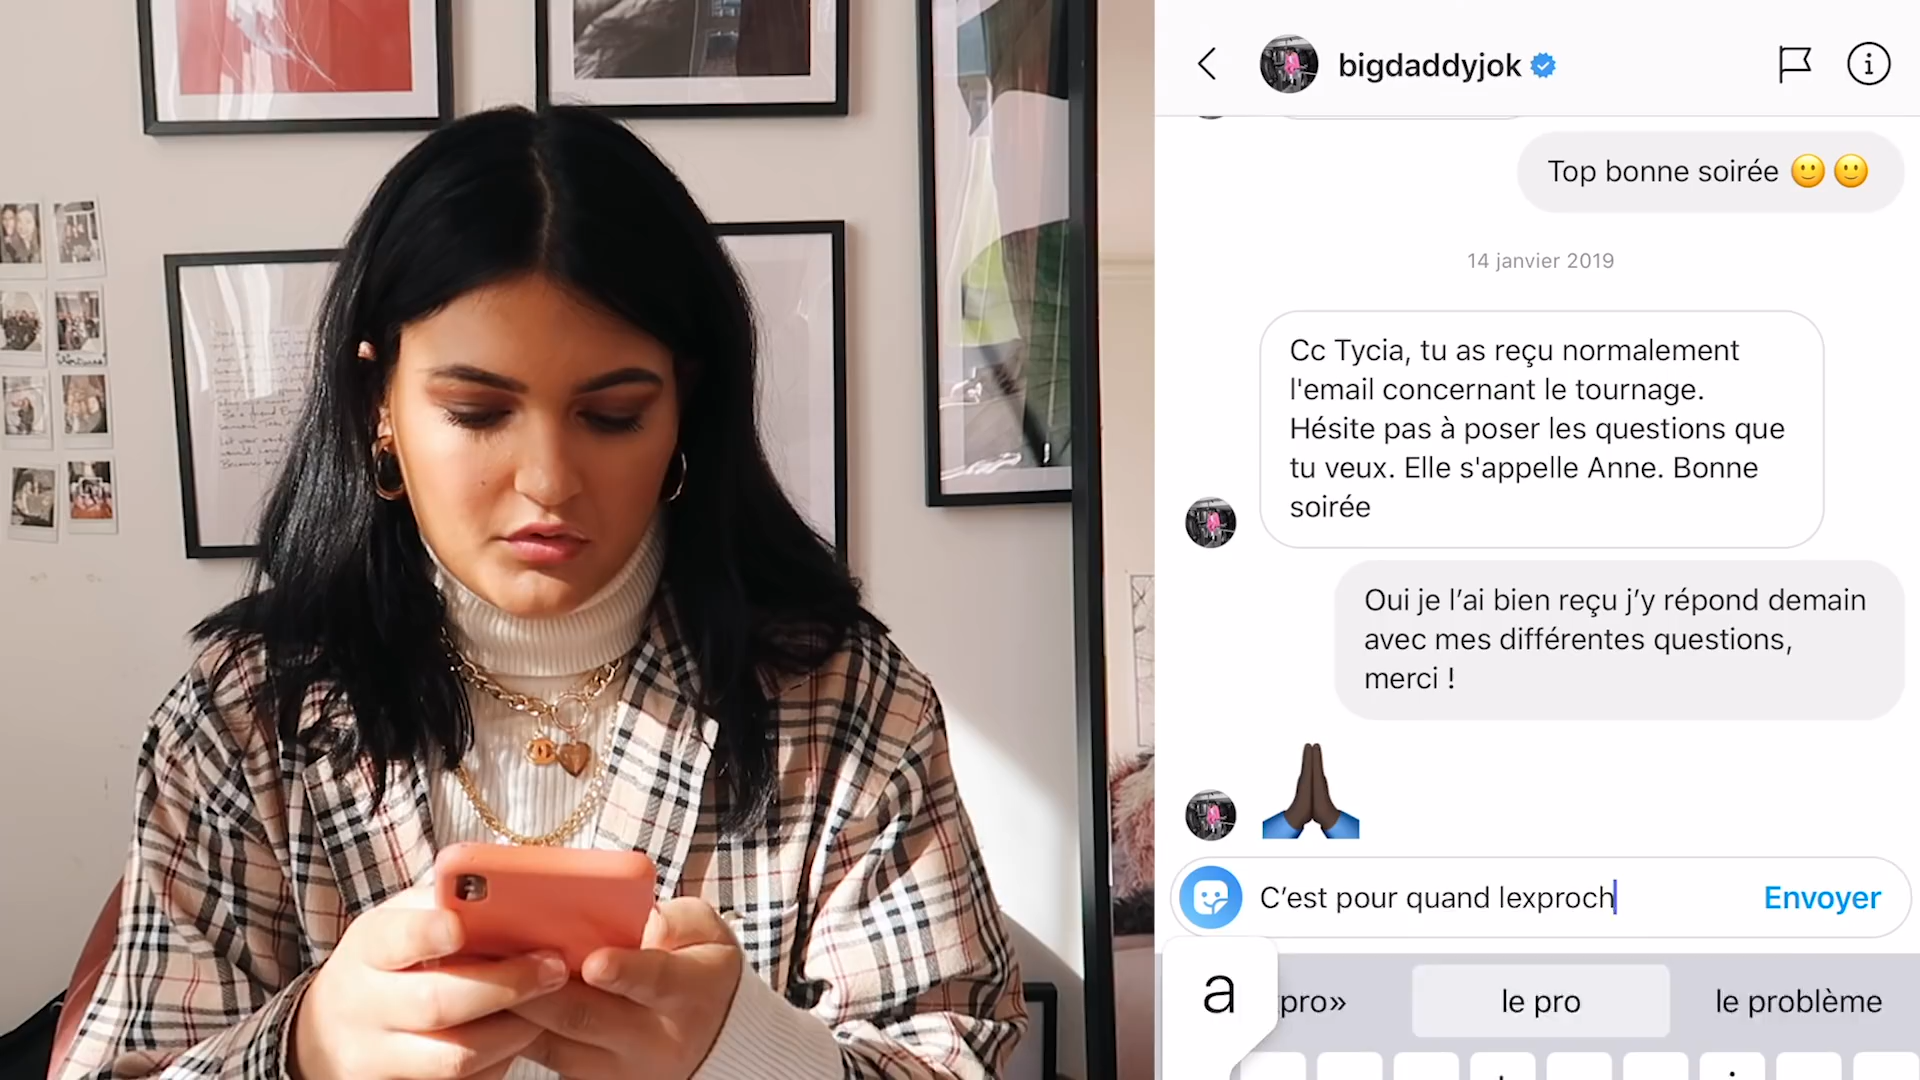 bigdaddyjok
Top bonne soirée 🙂🙂
14 janvier 2019
Cc Tycia, tu as reçu normalement
l'email concernant le tournage.
Hésite pas à poser les questions que
tu veux. Elle s'appelle Anne. Bonne
soirée
Oui je l’ai bien reçu j’y répond demain
avec mes différentes questions,
merci !
🙏🏿
C’est pour quand lexproch
Envoyer
a
pro»
le pro
le problème